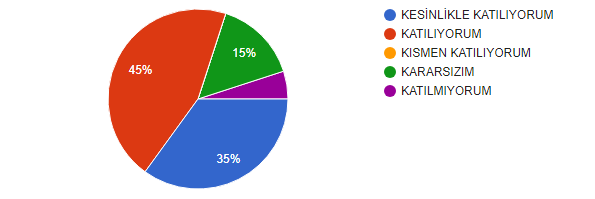 KESİNLİKLE KATILIYORUM
KATILIYORUM
KISMEN KATILIYORUM
KARARSIZIM
KATILMIYORUM
45%
15%
35%